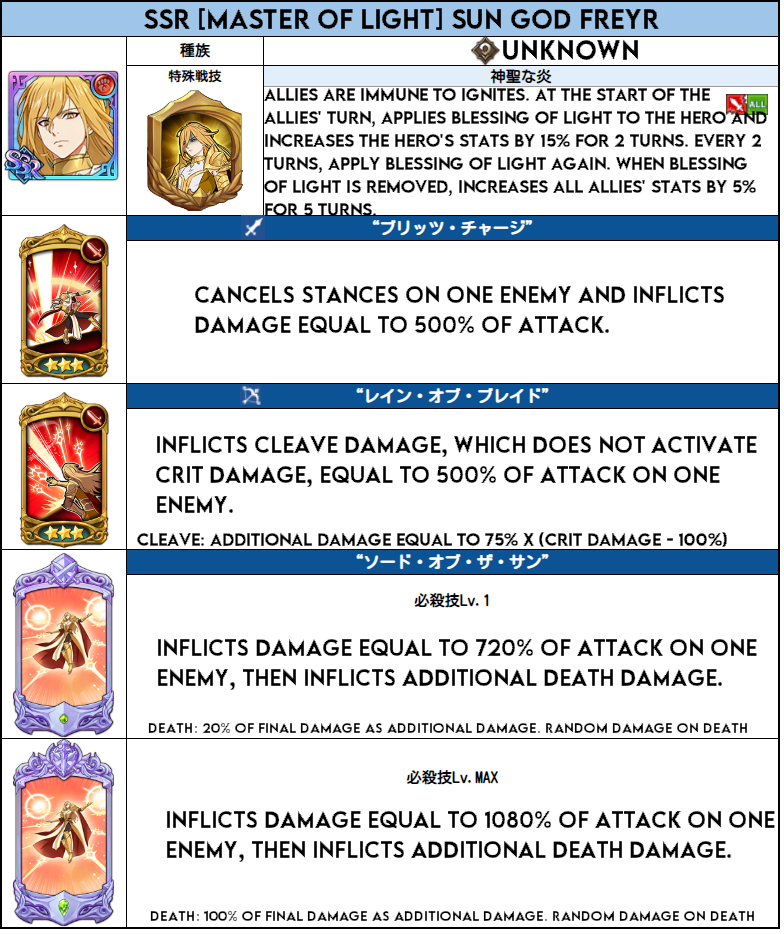 SSR [MASTER OF LIGHT] SUN GOD FREYR
種族
UNKNOWN
特殊戦技
神聖な炎
SSR
ALL
ALLIES ARE IMMUNE TO IGNITES. AT THE START OF THE
ALLIES' TURN, APPLIES BLESSING OF LIGHT TO THE HERO AND
INCREASES THE HERO'S STATS BY 15% FOR 2 TURNS. EVERY 2
TURNS, APPLY BLESSING OF LIGHT AGAIN. WHEN BLESSING
OF LIGHT IS REMOVED, INCREASES ALL ALLIES' STATS BY 5%
FOR 5 TURNS.
“ブリッツ・チャージ”
CANCELS STANCES ON ONE ENEMY AND INFLICTS
DAMAGE EQUAL TO 500% OF ATTACK.
“レイン・オブ・ブレイド”
INFLICTS CLEAVE DAMAGE, WHICH DOES NOT ACTIVATE
CRIT DAMAGE, EQUAL TO 500% OF ATTACK ON ONE
ENEMY.
CLEAVE: ADDITIONAL DAMAGE EQUAL TO 75% X (CRIT DAMAGE - 100%)
“ソード・オブ・ザ・サン”
必殺技Lv.1
INFLICTS DAMAGE EQUAL TO 720% OF ATTACK ON ONE
ENEMY, THEN INFLICTS ADDITIONAL DEATH DAMAGE.
DEATH: 20% OF FINAL DAMAGE AS ADDITIONAL DAMAGE. RANDOM DAMAGE ON DEATH
必殺技Lv.MAX
INFLICTS DAMAGE EQUAL TO 1080% OF ATTACK ON ONE
ENEMY, THEN INFLICTS ADDITIONAL DEATH DAMAGE.
DEATH: 100% OF FINAL DAMAGE AS ADDITIONAL DAMAGE. RANDOM DAMAGE ON DEATH